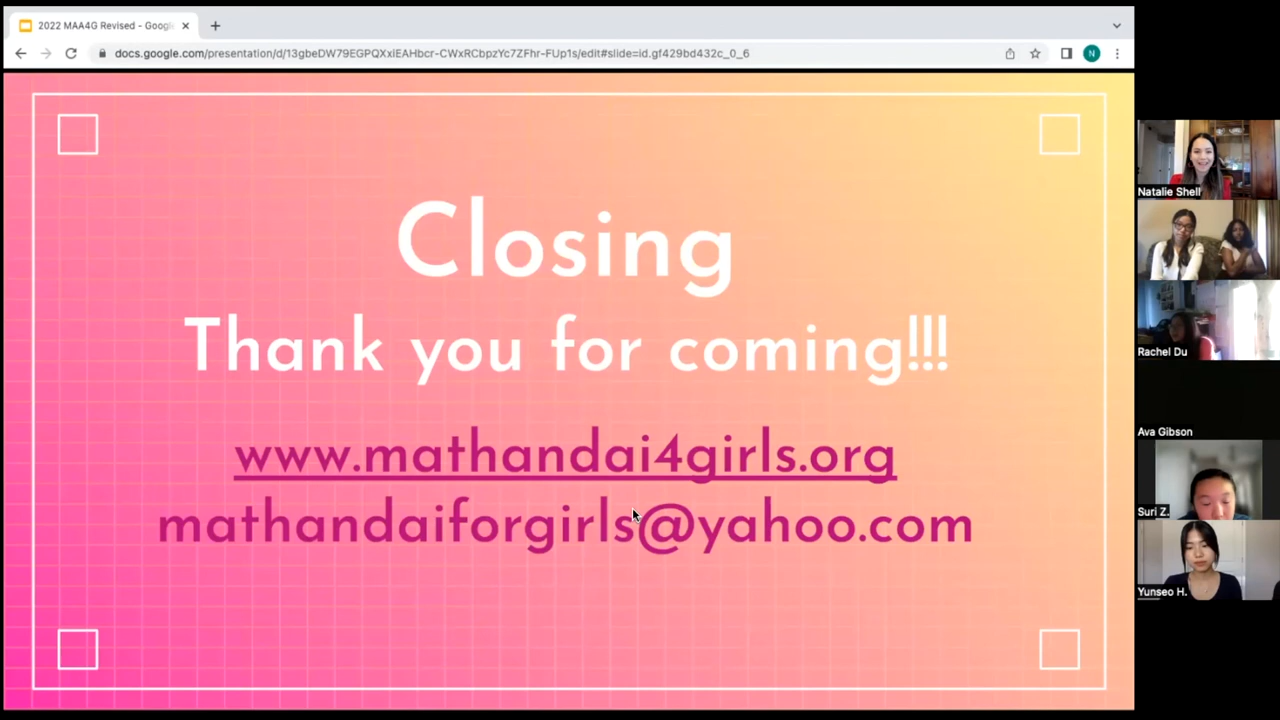 2022 MAA4G Revised - Googl
docs.google.com/presentation/d/13gbeDW79EGPQXxiEAHbcr-CWxRCbpzYc7ZFhr-FUp1s/edit#slide=id.gf429bd432c_0_6
N
Closing
Thank you for coming!!!
www.mathandai4girls.org
mathandaiforgirls@yahoo.com
Natalie Shell
Rachel Du
Ava Gibson
Suri Z.
Yunseo H.